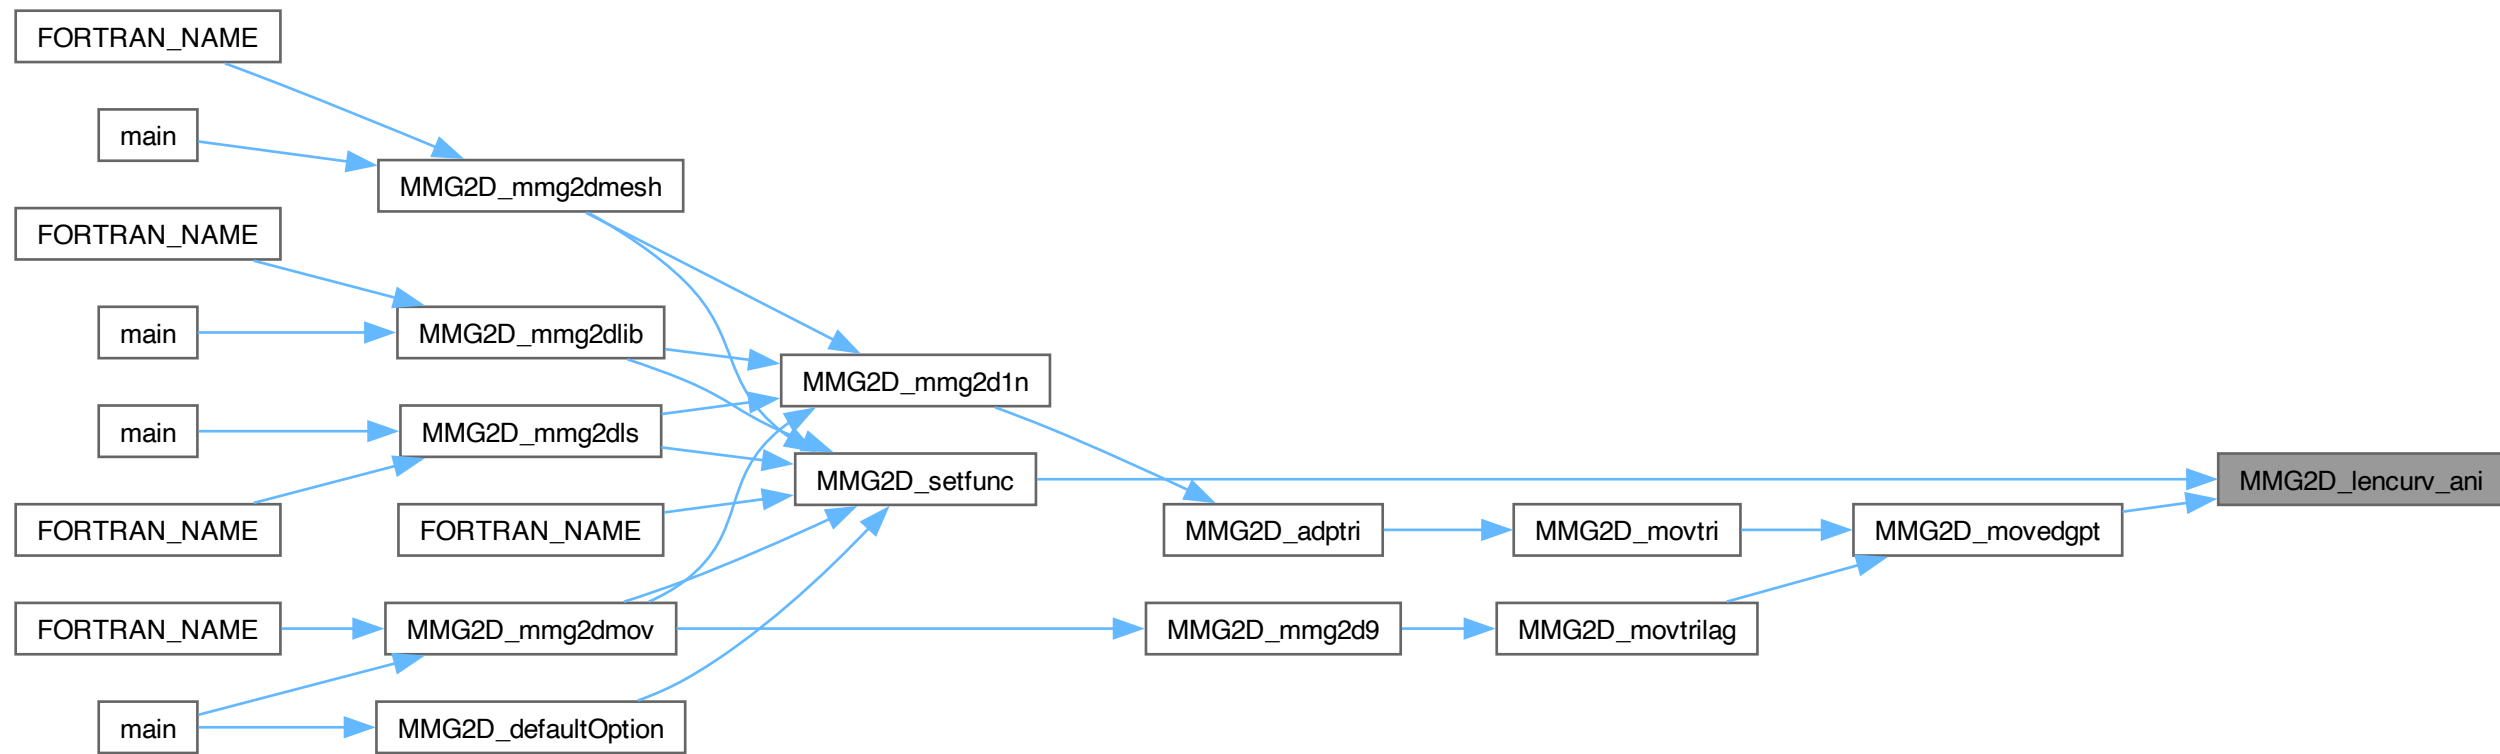 FORTRAN_NAME
main
MMG2D_mmg2dmesh
FORTRAN_NAME
main
MMG2D_mmg2dlib
MMG2D_mmg2d1n
main
MMG2D_mmg2dls
MMG2D_setfunc
MMG2D_lencurv_ani
FORTRAN_NAME
FORTRAN_NAME
MMG2D_adptri
MMG2D_movtri
MMG2D_movedgpt
FORTRAN_NAME
MMG2D_mmg2dmov
MMG2D_mmg2d9
MMG2D_movtrilag
main
MMG2D_defaultOption